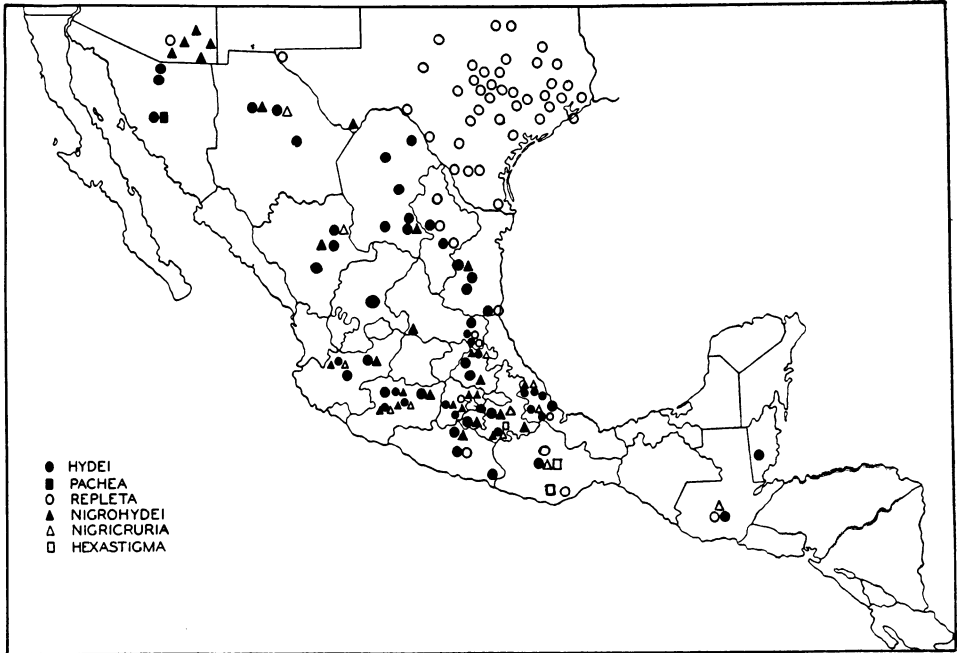 HYDEI
PACHEA
REPLETA
NIGROHYDEI
NIGRICRURIA
HEXASTIGMA